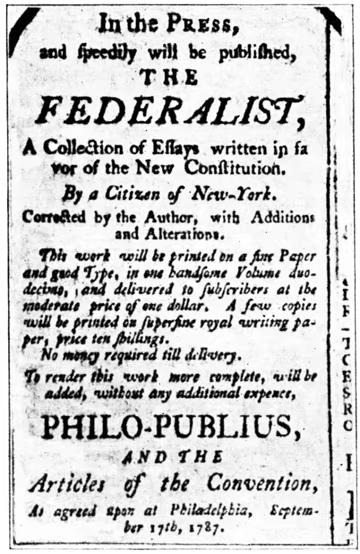 In the PRESS,
and ſpeedily will be publiſhed,
THE
FEDERALIST,
A Collection of Eſſays written in fa
vor of the New Conſtitution.
By a Citizen of New-York.
Corrected by the Author, with Additions
and Alterations.
This work will be printed on a fine Paper
and good Type, in one handſome Volume duo-
decimo, and delivered to ſubſcribers at the
moderate price of one dollar. A few copies
will be printed on ſuperfine royal writing pa-
per, price ten ſhillings.
No money required till delivery.
To render this work more complete, will be
added, without any additional expence,
PHILO-PUBLIUS,
AND THE
Articles of the Convention,
As agreed upon at Philadelphia, Septem-
ber 17th, 1787.